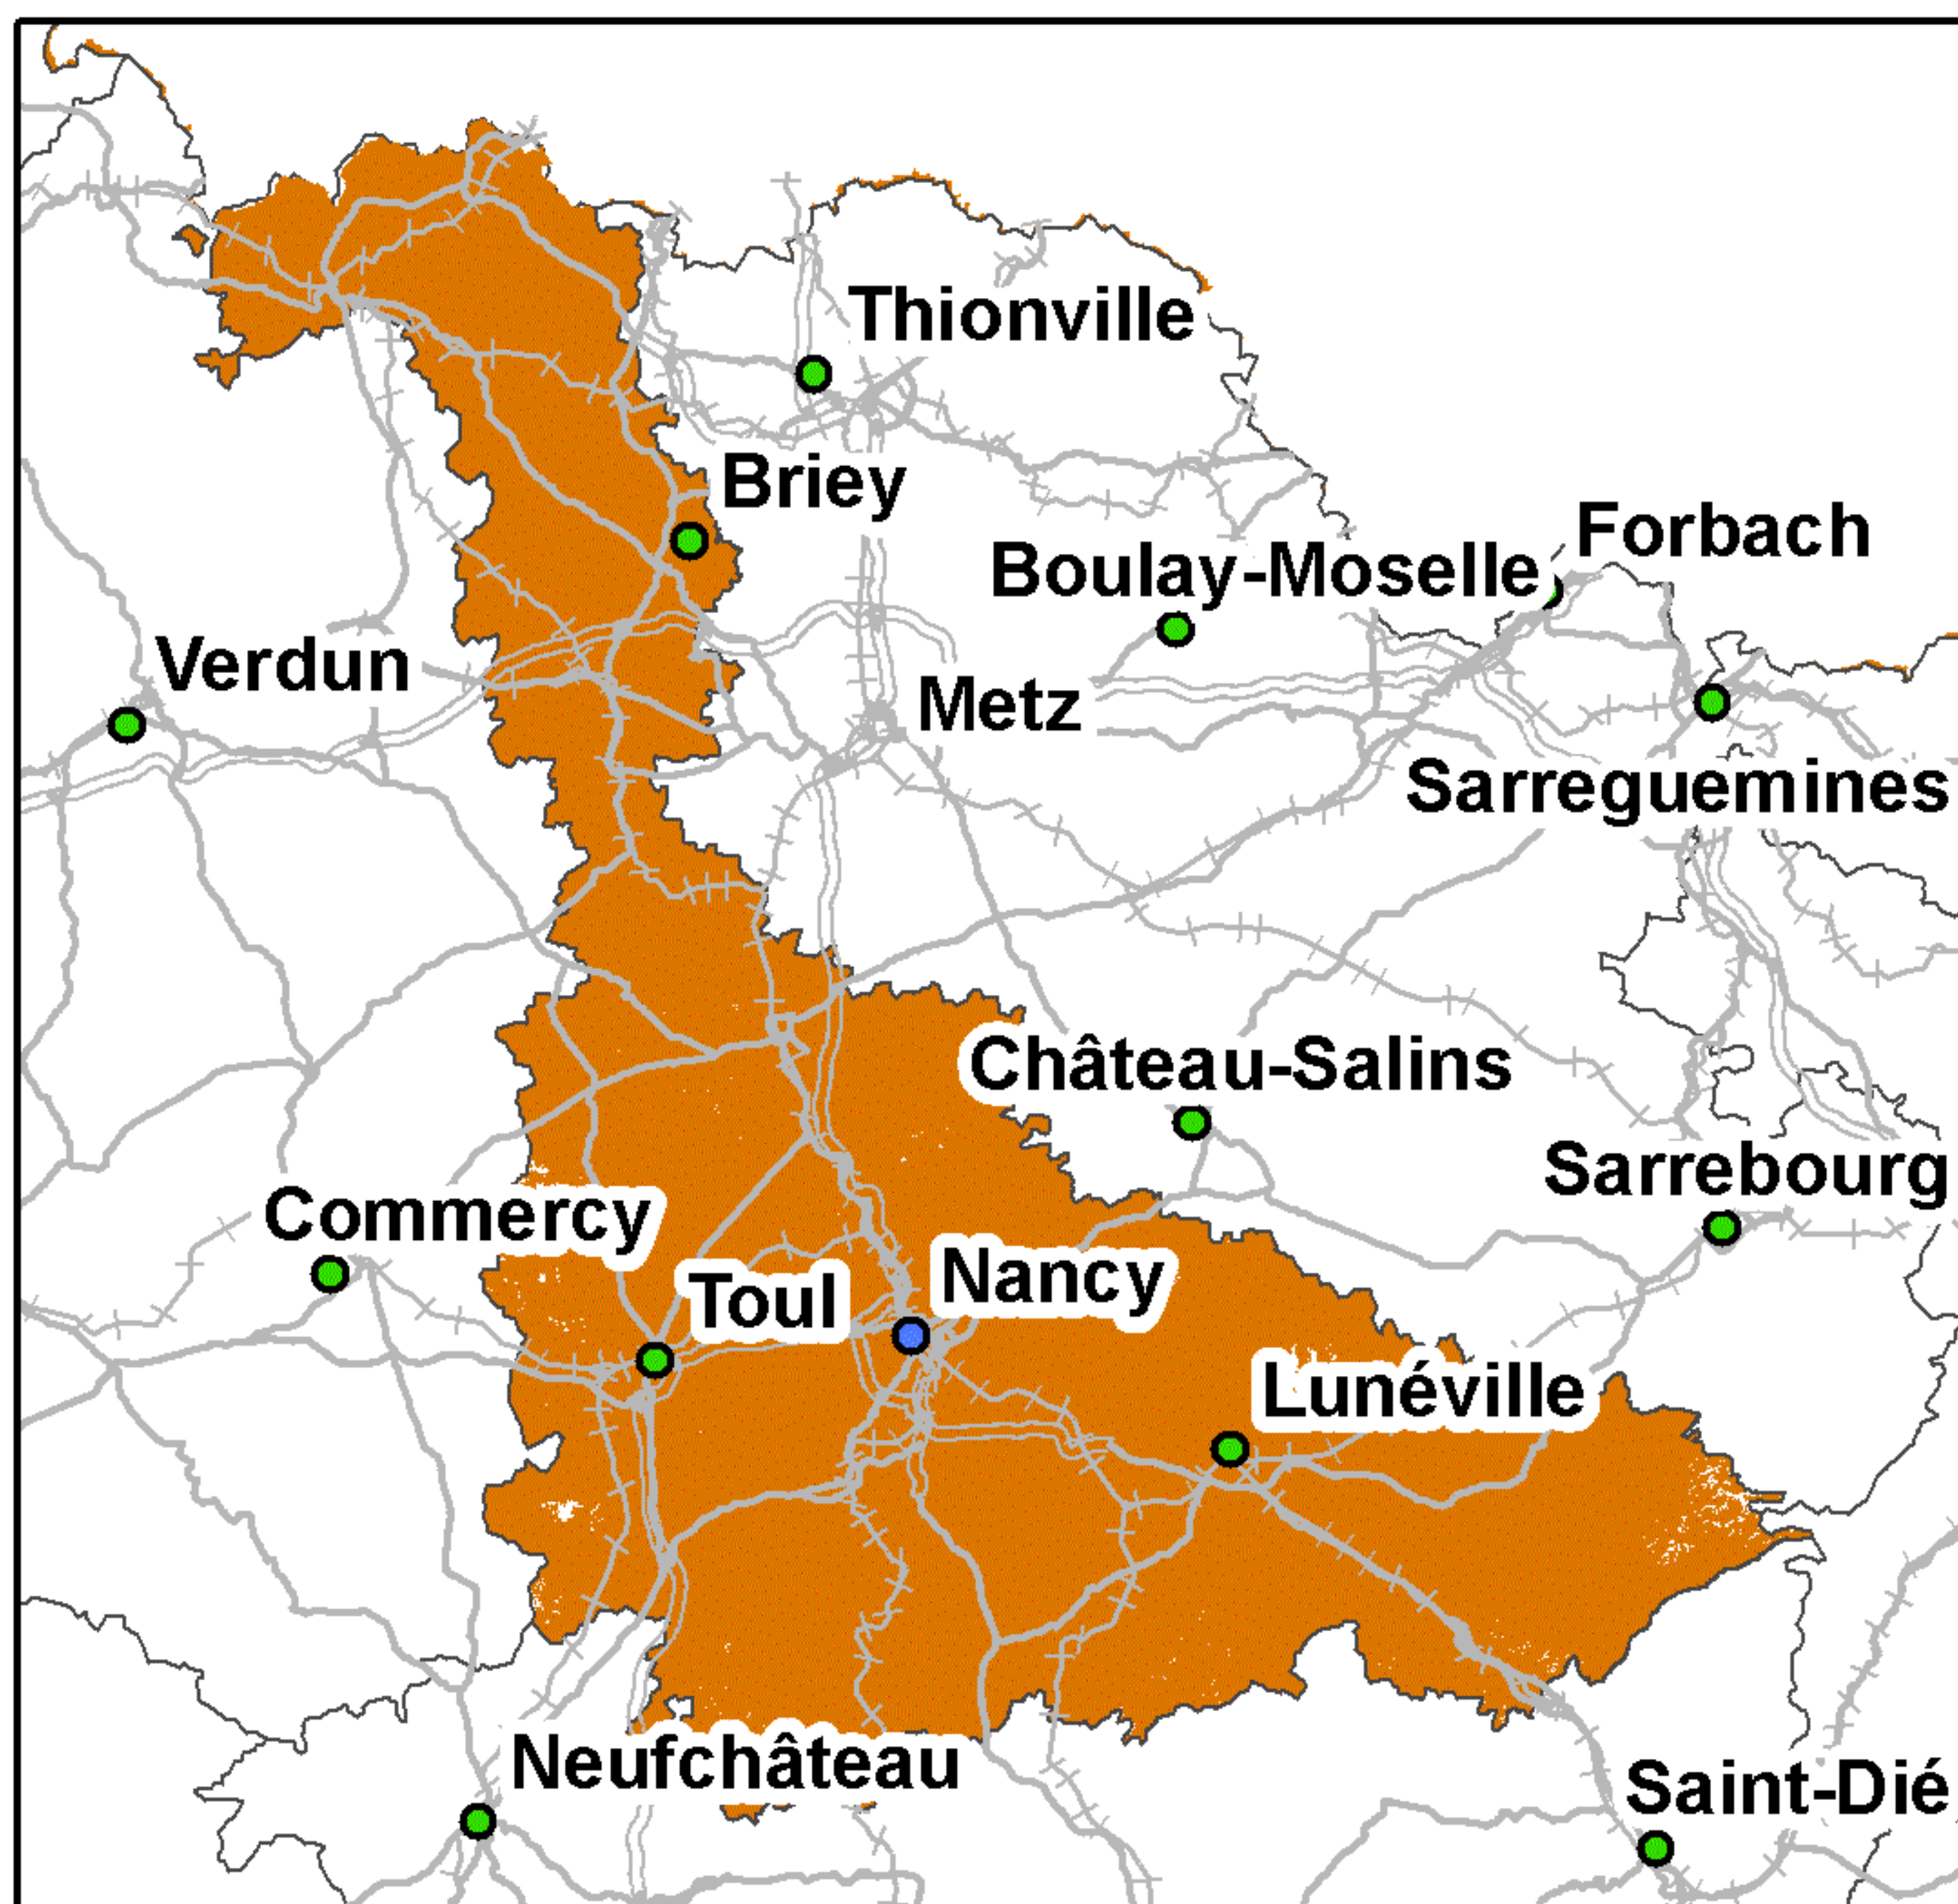 Thionville
Briey
Forbach
Boulay-Moselle
Verdun
Metz
Sarreguemines
Château-Salins
Sarrebourg
Commercy
Nancy
Toul
Lunéville
Neufchâteau
Saint-Dié